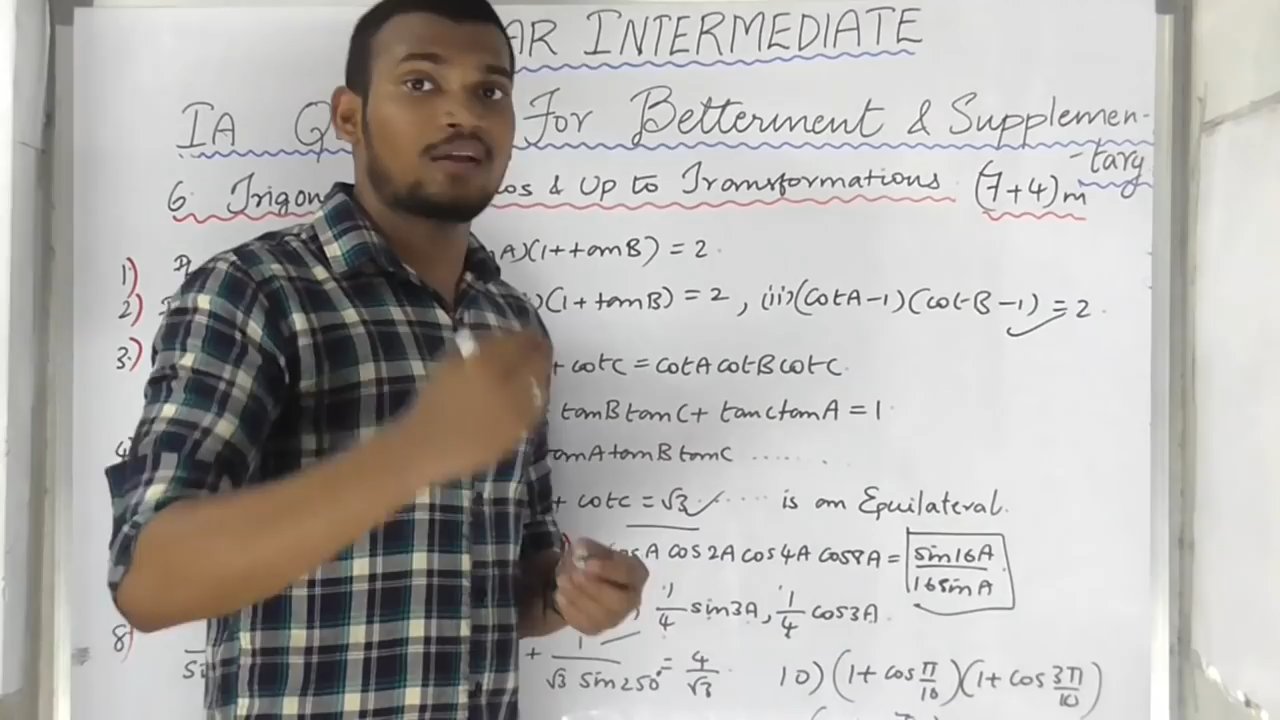 AR INTERMEDIATE
IA Q For Betterment & Supplemen-
-tary
6. Trigon os & Up to Transformations (7+4)m
1) A)(1+tanB) = 2.
2) )(1+tanB) = 2, (ii)(cotA-1)(cot-B-1) = 2.
3.) + cotC = cotA cotB cotC.
tanB tanC + tanC tanA = 1.
4) tanA tanB tanC .....
+ cotC = √3 .... is an Equilateral.
cosA cos2A cos4A cos8A = sin16A / 16sinA
1/4 sin3A, 1/4 cos3A.
8) + 1 / √3 sin250° = 4/√3 10) (1+cos π/10)(1+cos 3π/10)